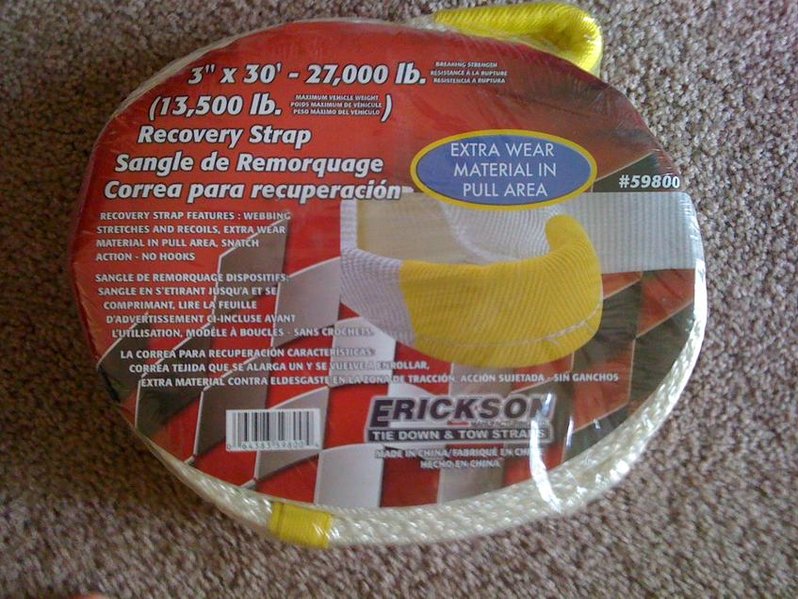 3" x 30' - 27,000 lb. BREAKING STRENGTH
RÉSISTANCE À LA RUPTURE
RESISTENCIA A RUPTURA
(13,500 lb. MAXIMUM VEHICLE WEIGHT
POIDS MAXIMUM DE VÉHICULE
PESO MÁXIMO DEL VEHÍCULO)
Recovery Strap
Sangle de Remorquage
Correa para recuperación
EXTRA WEAR
MATERIAL IN
PULL AREA
#59800
RECOVERY STRAP FEATURES : WEBBING
STRETCHES AND RECOILS, EXTRA WEAR
MATERIAL IN PULL AREA, SNATCH
ACTION - NO HOOKS
SANGLE DE REMORQUAGE DISPOSITIFS:
SANGLE EN S'ETIRANT JUSQU'A ET SE
COMPRIMANT, LIRE LA FEUILLE
D'ADVERTISSEMENT CI-INCLUSE AVANT
L'UTILISATION, MODÈLE À BOUCLES - SANS CROCHETS.
LA CORREA PARA RECUPERACIÓN CARACTERÍSTICAS:
CORREA TEJIDA QUE SE ALARGA UN Y SE VUELVE A ENROLLAR,
EXTRA MATERIAL CONTRA ELDESGASTE EN LA ZONA DE TRACCIÓN, ACCIÓN SUJETADA - SIN GANCHOS
ERICKSON
MANUFACTURING
TIE DOWN & TOW STRAPS
MADE IN CHINA/FABRIQUÉ EN CHINE
HECHO EN CHINA